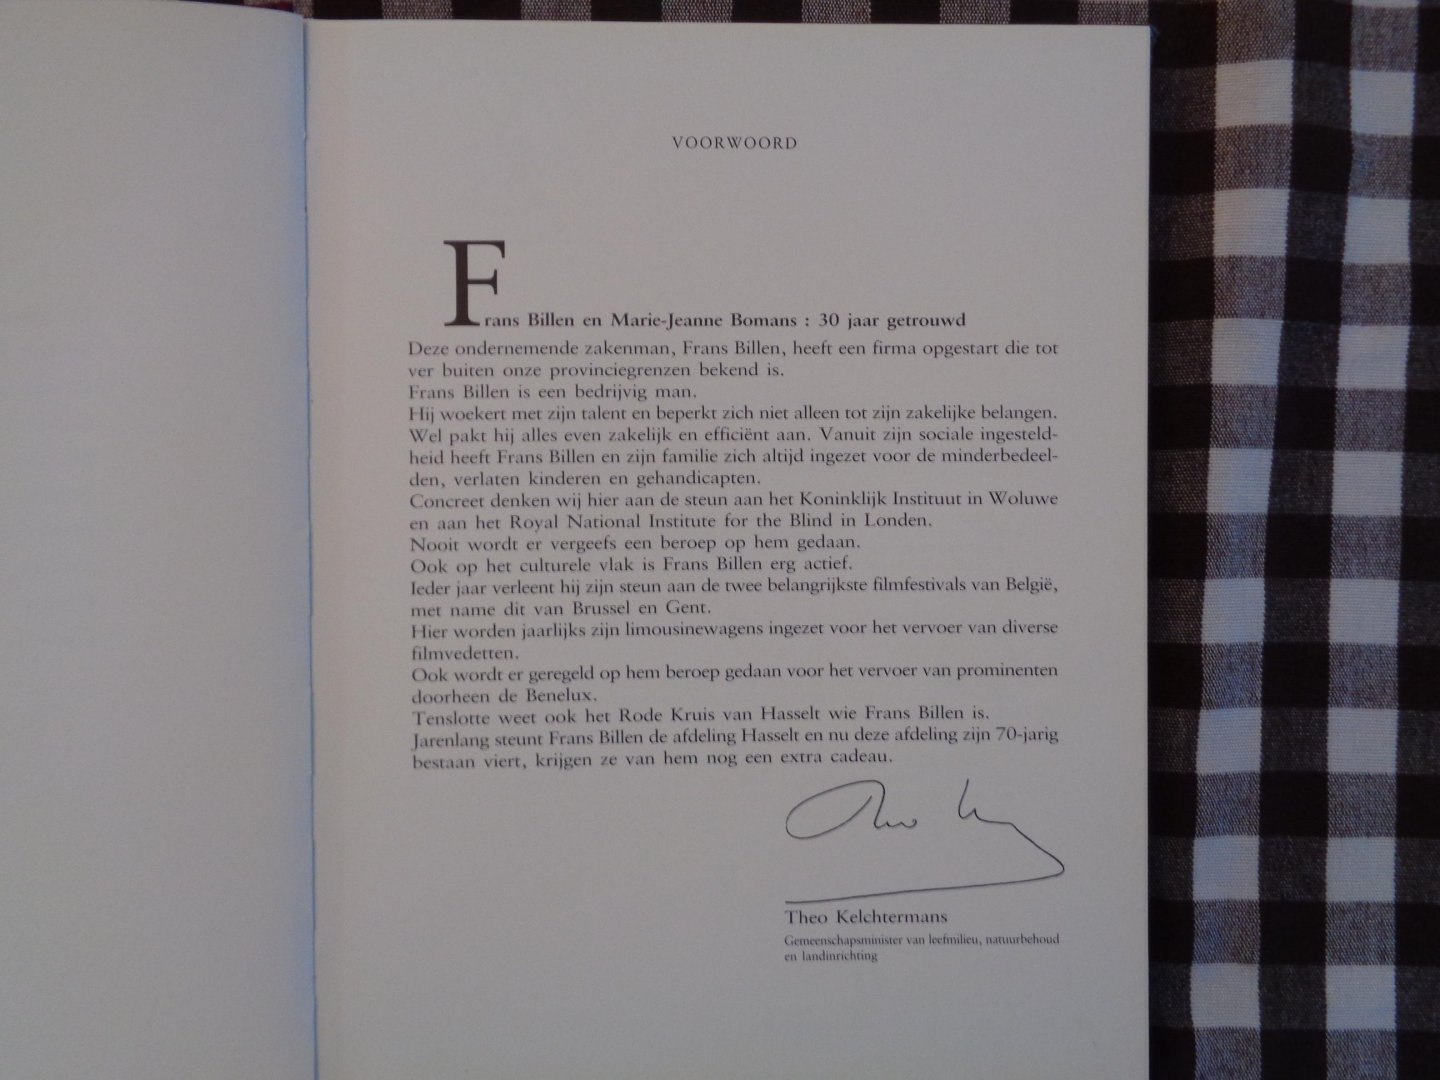 VOORWOORD
Frans Billen en Marie-Jeanne Bomans : 30 jaar getrouwd
Deze ondernemende zakenman, Frans Billen, heeft een firma opgestart die tot
ver buiten onze provinciegrenzen bekend is.
Frans Billen is een bedrijvig man.
Hij woekert met zijn talent en beperkt zich niet alleen tot zijn zakelijke belangen.
Wel pakt hij alles even zakelijk en efficiënt aan. Vanuit zijn sociale ingesteld-
heid heeft Frans Billen en zijn familie zich altijd ingezet voor de minderbedeel-
den, verlaten kinderen en gehandicapten.
Concreet denken wij hier aan de steun aan het Koninklijk Instituut in Woluwe
en aan het Royal National Institute for the Blind in Londen.
Nooit wordt er vergeefs een beroep op hem gedaan.
Ook op het culturele vlak is Frans Billen erg actief.
Ieder jaar verleent hij zijn steun aan de twee belangrijkste filmfestivals van België,
met name dit van Brussel en Gent.
Hier worden jaarlijks zijn limousinewagens ingezet voor het vervoer van diverse
filmvedetten.
Ook wordt er geregeld op hem beroep gedaan voor het vervoer van prominenten
doorheen de Benelux.
Tenslotte weet ook het Rode Kruis van Hasselt wie Frans Billen is.
Jarenlang steunt Frans Billen de afdeling Hasselt en nu deze afdeling zijn 70-jarig
bestaan viert, krijgen ze van hem nog een extra cadeau.
Theo Kelchtermans
Gemeenschapsminister van leefmilieu, natuurbehoud
en landinrichting